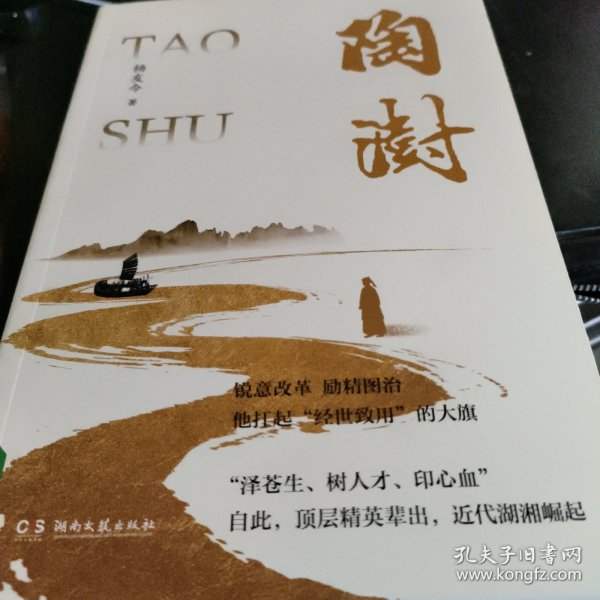 TAO
SHU
杨友今 著
陶澍
锐意改革 励精图治
他扛起“经世致用”的大旗
“泽苍生、树人才、印心血”
自此，顶层精英辈出，近代湖湘崛起
CS 湖南文艺出版社
孔夫子旧书网
www.kongfz.com